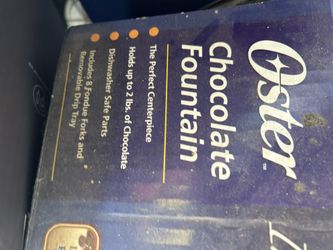 Oster™
Chocolate
Fountain
The Perfect Centerpiece
Holds up to 2 lbs. of Chocolate
Dishwasher Safe Parts
Includes 8 Fondue Forks and
Removable Drip Tray